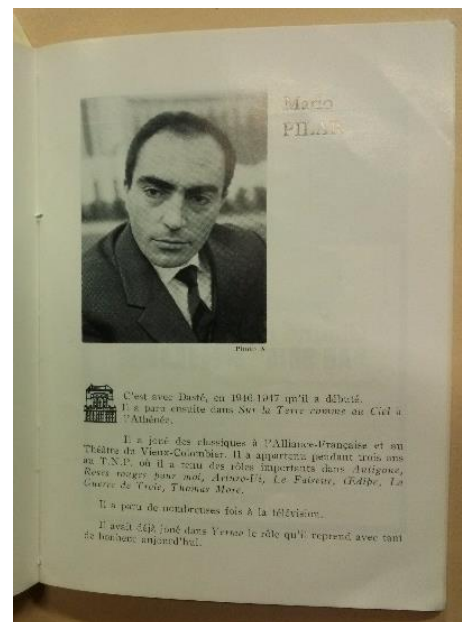 Mario
PILAR
Photo A
C'est avec Dasté, en 1946-1947 qu'il a débuté.
Il a paru ensuite dans Sur la Terre comme au Ciel à
l'Athénée.
Il a joué des classiques à l'Alliance-Française et au
Théâtre du Vieux-Colombier. Il a appartenu pendant trois ans
au T.N.P. où il a tenu des rôles importants dans Antigone,
Roses rouges pour moi, Arturo-Ui, Le Faiseur, Œdipe, La
Guerre de Troie, Thomas More.
Il a paru de nombreuses fois à la télévision.
Il avait déjà joué dans Yerma le rôle qu'il reprend avec tant
de bonheur aujourd'hui.